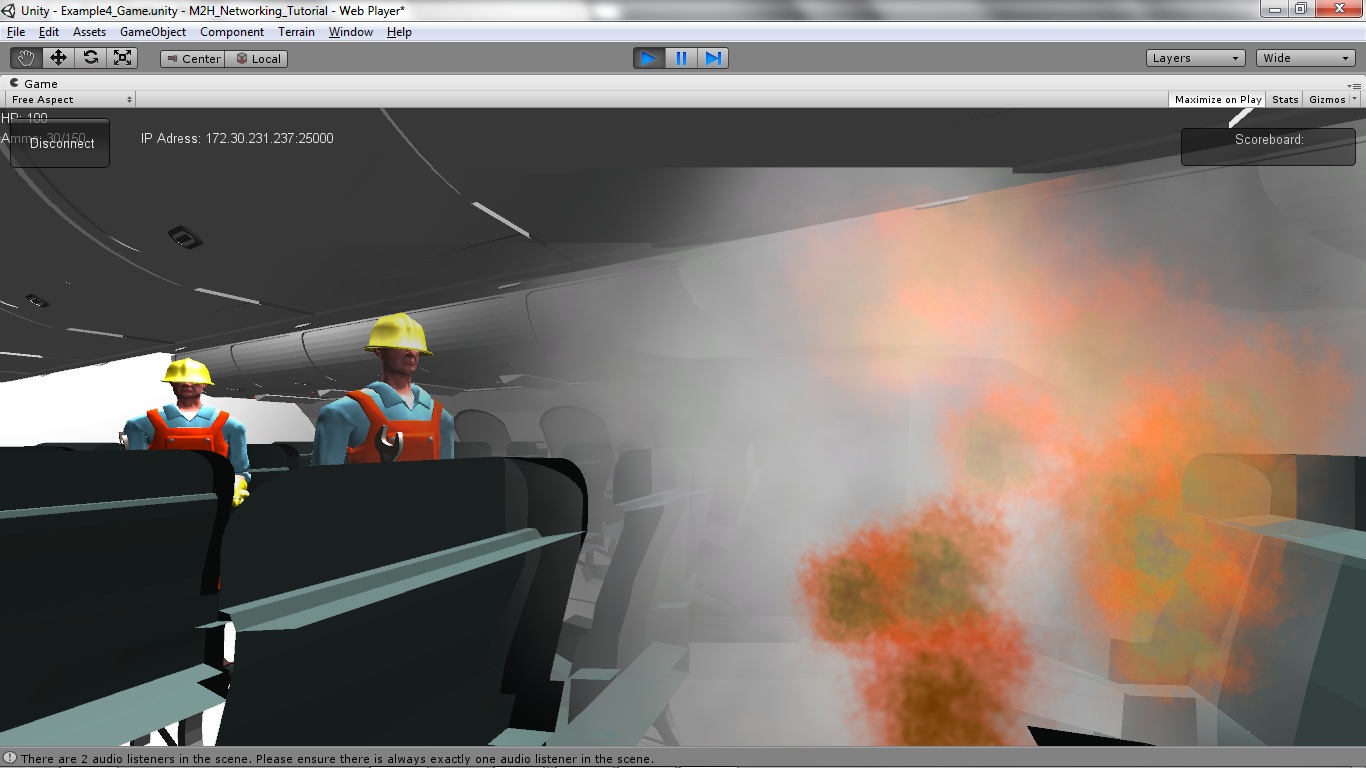 Unity - Example4_Game.unity - M2H_Networking_Tutorial - Web Player*
File Edit Assets GameObject Component Terrain Window Help
Center Local Layers Wide
Game
Free Aspect Maximize on Play Stats Gizmos
HP: 100
Ammo: 30/150
Disconnect IP Adress: 172.30.231.237:25000 Scoreboard:
There are 2 audio listeners in the scene. Please ensure there is always exactly one audio listener in the scene.